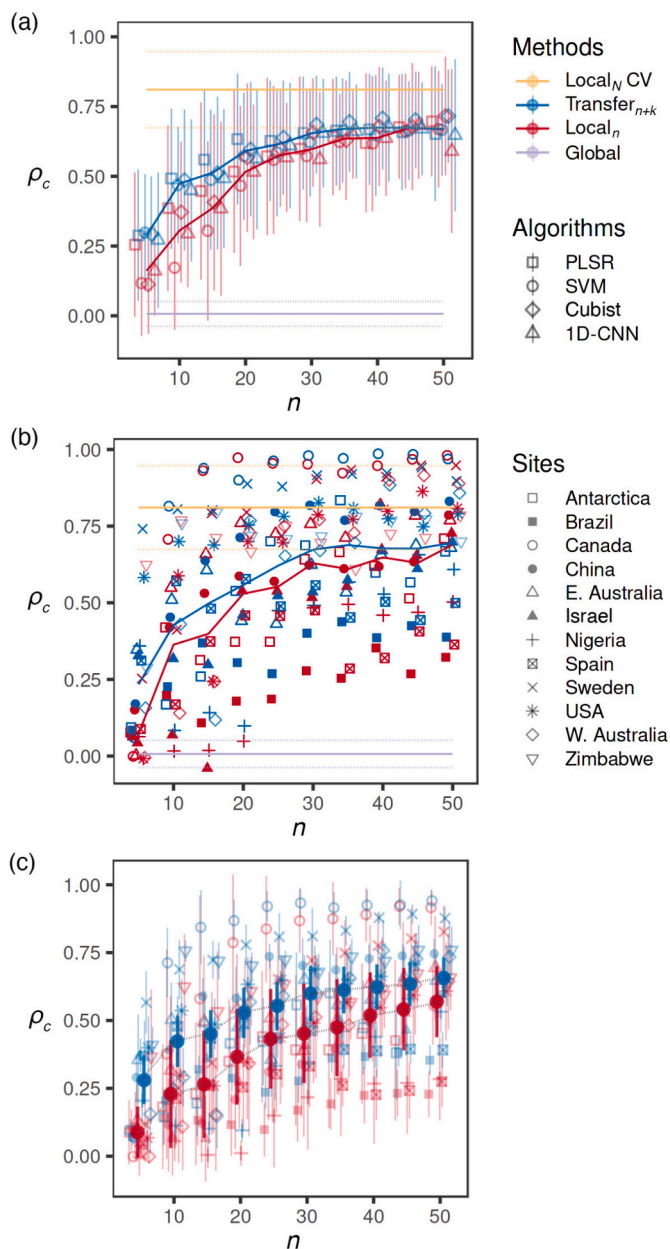 (a)
1.00
0.75
0.50
0.25
0.00
ρc
10
20
30
40
50
n
Methods
LocalN CV
Transfern+k
Localn
Global
Algorithms
PLSR
SVM
Cubist
1D-CNN
(b)
1.00
0.75
0.50
0.25
0.00
ρc
10
20
30
40
50
n
Sites
Antarctica
Brazil
Canada
China
E. Australia
Israel
Nigeria
Spain
Sweden
USA
W. Australia
Zimbabwe
(c)
1.00
0.75
0.50
0.25
0.00
ρc
10
20
30
40
50
n